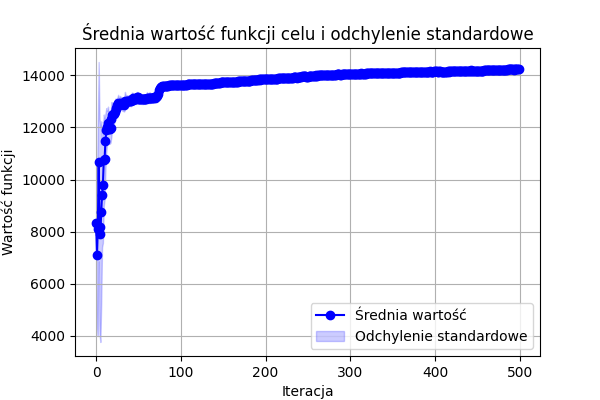 Średnia wartość funkcji celu i odchylenie standardowe
Wartość funkcji
14000
12000
10000
8000
6000
4000
Średnia wartość
Odchylenie standardowe
0 100 200 300 400 500
Iteracja